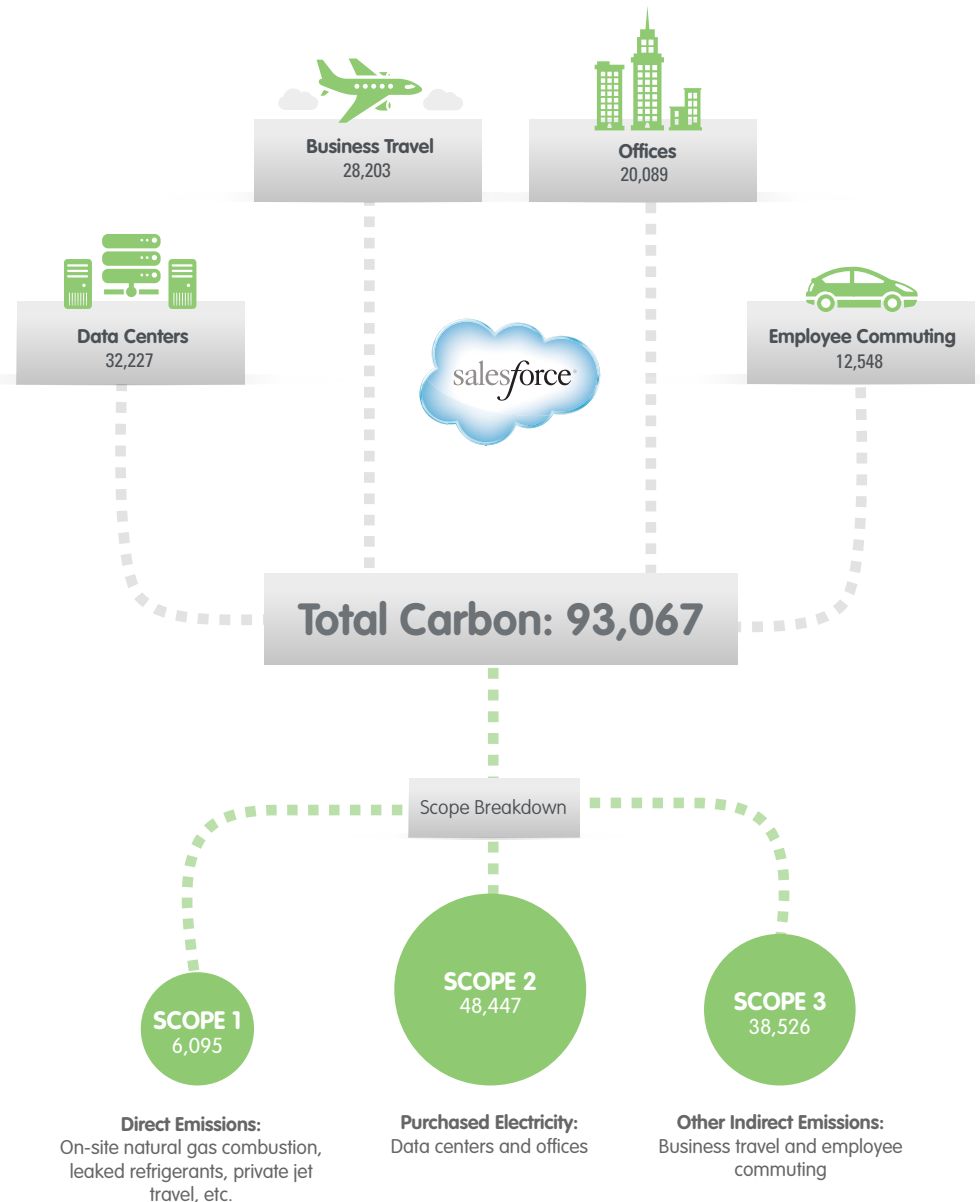 Business Travel
28,203
Offices
20,089
Data Centers
32,227
Employee Commuting
12,548
salesforce
Total Carbon: 93,067
Scope Breakdown
SCOPE 1
6,095
SCOPE 2
48,447
SCOPE 3
38,526
Direct Emissions:
On-site natural gas combustion,
leaked refrigerants, private jet
travel, etc.
Purchased Electricity:
Data centers and offices
Other Indirect Emissions:
Business travel and employee
commuting